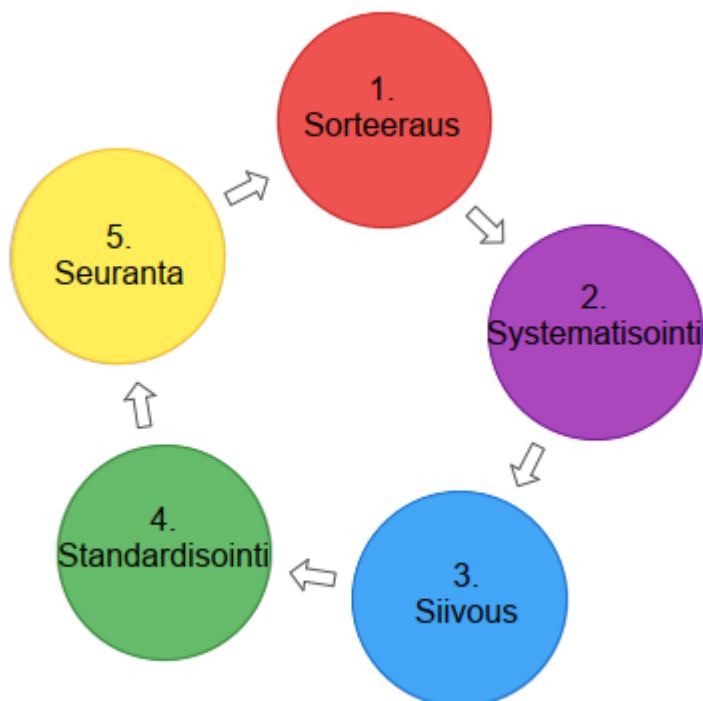 1.
Sorteeraus
2.
Systematisointi
3.
Siivous
4.
Standardisointi
5.
Seuranta